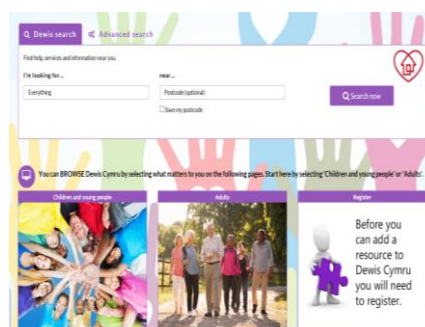 Dewis search
Advanced search
Find help, services and information near you.
I'm looking for...
near...
Everything
Postcode (optional)
Search now
Save my postcode
You can BROWSE Dewis Cymru by selecting what matters to you on the following pages. Start here by selecting 'Children and young people' or 'Adults'.
Children and young people
Adults
Register
Before you
can add a
resource to
Dewis Cymru
you will need
to register.